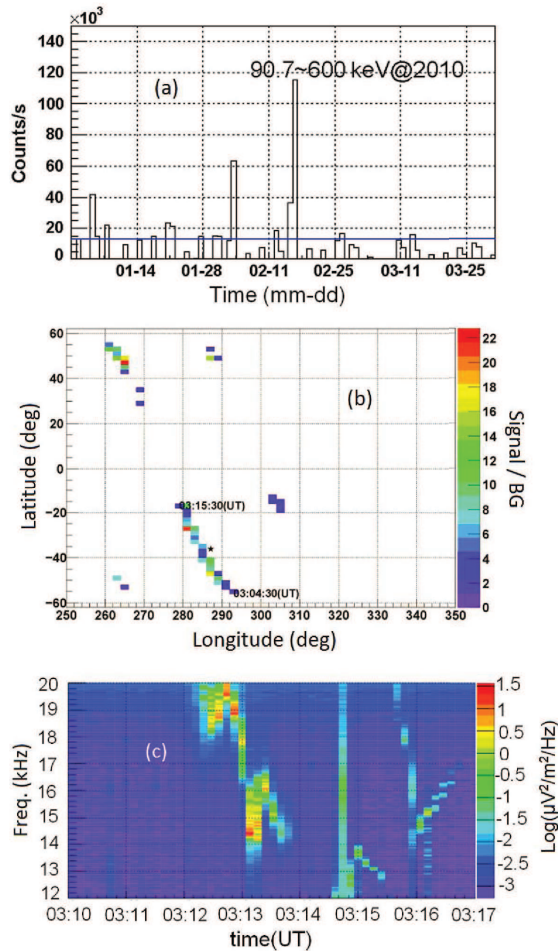 ×10³
140
120
100
80
60
40
20
0
Counts/s
(a)
90.7~600 keV@2010
01-14 01-28 02-11 02-25 03-11 03-25
Time (mm-dd)
60
40
20
0
−20
−40
−60
Latitude (deg)
(b)
03:15:30(UT)
03:04:30(UT)
250 260 270 280 290 300 310 320 330 340 350
Longitude (deg)
22
20
18
16
14
12
10
8
6
4
2
0
Signal / BG
20
19
18
17
16
15
14
13
12
Freq. (kHz)
(c)
03:10 03:11 03:12 03:13 03:14 03:15 03:16 03:17
time(UT)
1.5
1
0.5
0
-0.5
-1
-1.5
-2
-2.5
-3
Log(μV²/m²/Hz)